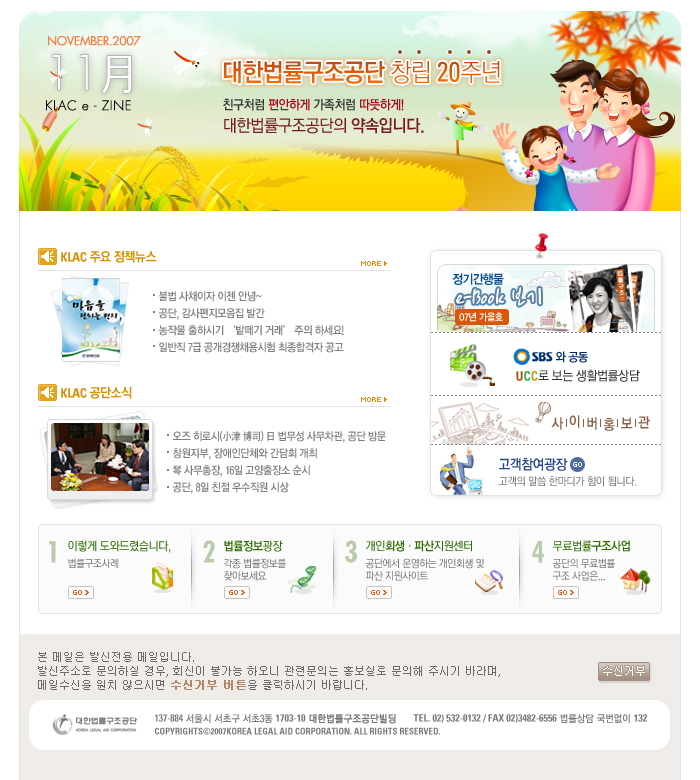 NOVEMBER.2007
11月
KLAC e - ZINE
대한법률구조공단 창립 20주년
친구처럼 편안하게 가족처럼 따뜻하게!
대한법률구조공단의 약속입니다.
KLAC 주요 정책뉴스
MORE
마음을
· 불법 사채이자 이젠 안녕~
· 공단, 감사편지모음집 발간
· 농작물 출하시기 '밭떼기 거래' 주의 하세요!
· 일반직 7급 공개경쟁채용시험 최종합격자 공고
KLAC 공단소식
MORE
· 오즈 히로시(小津 博司) 日 법무성 사무차관, 공단 방문
· 창원지부, 장애인단체와 간담회 개최
· 琴 사무총장, 16일 고양출장소 순시
· 공단, 8일 친절 우수직원 시상
정기간행물
e-Book 보기
07년 가을호
법률구조
SBS 와 공동
UCC로 보는 생활법률상담
사이버홍보관
고객참여광장 GO
고객의 말씀 한마디가 힘이 됩니다.
1 이렇게 도와드렸습니다,
법률구조사례
GO
2 법률정보광장
각종 법률정보를
찾아보세요
GO
3 개인회생 · 파산지원센터
공단에서 운영하는 개인회생 및
파산 지원사이트
GO
4 무료법률구조사업
공단의 무료법률
구조 사업은...
GO
본 메일은 발신전용 메일입니다.
발신주소로 문의하실 경우, 회신이 불가능 하오니 관련문의는 홍보실로 문의해 주시기 바라며,
메일수신을 원치 않으시면 수신거부 버튼을 클릭하시기 바랍니다.
수신거부
대한법률구조공단
KOREA LEGAL AID CORPORATION
137-884 서울시 서초구 서초3동 1703-10 대한법률구조공단빌딩 TEL. 02) 532-0132 / FAX 02)3482-6556 법률상담 국번없이 132
COPYRIGHTS©2007KOREA LEGAL AID CORPORATION. ALL RIGHTS RESERVED.